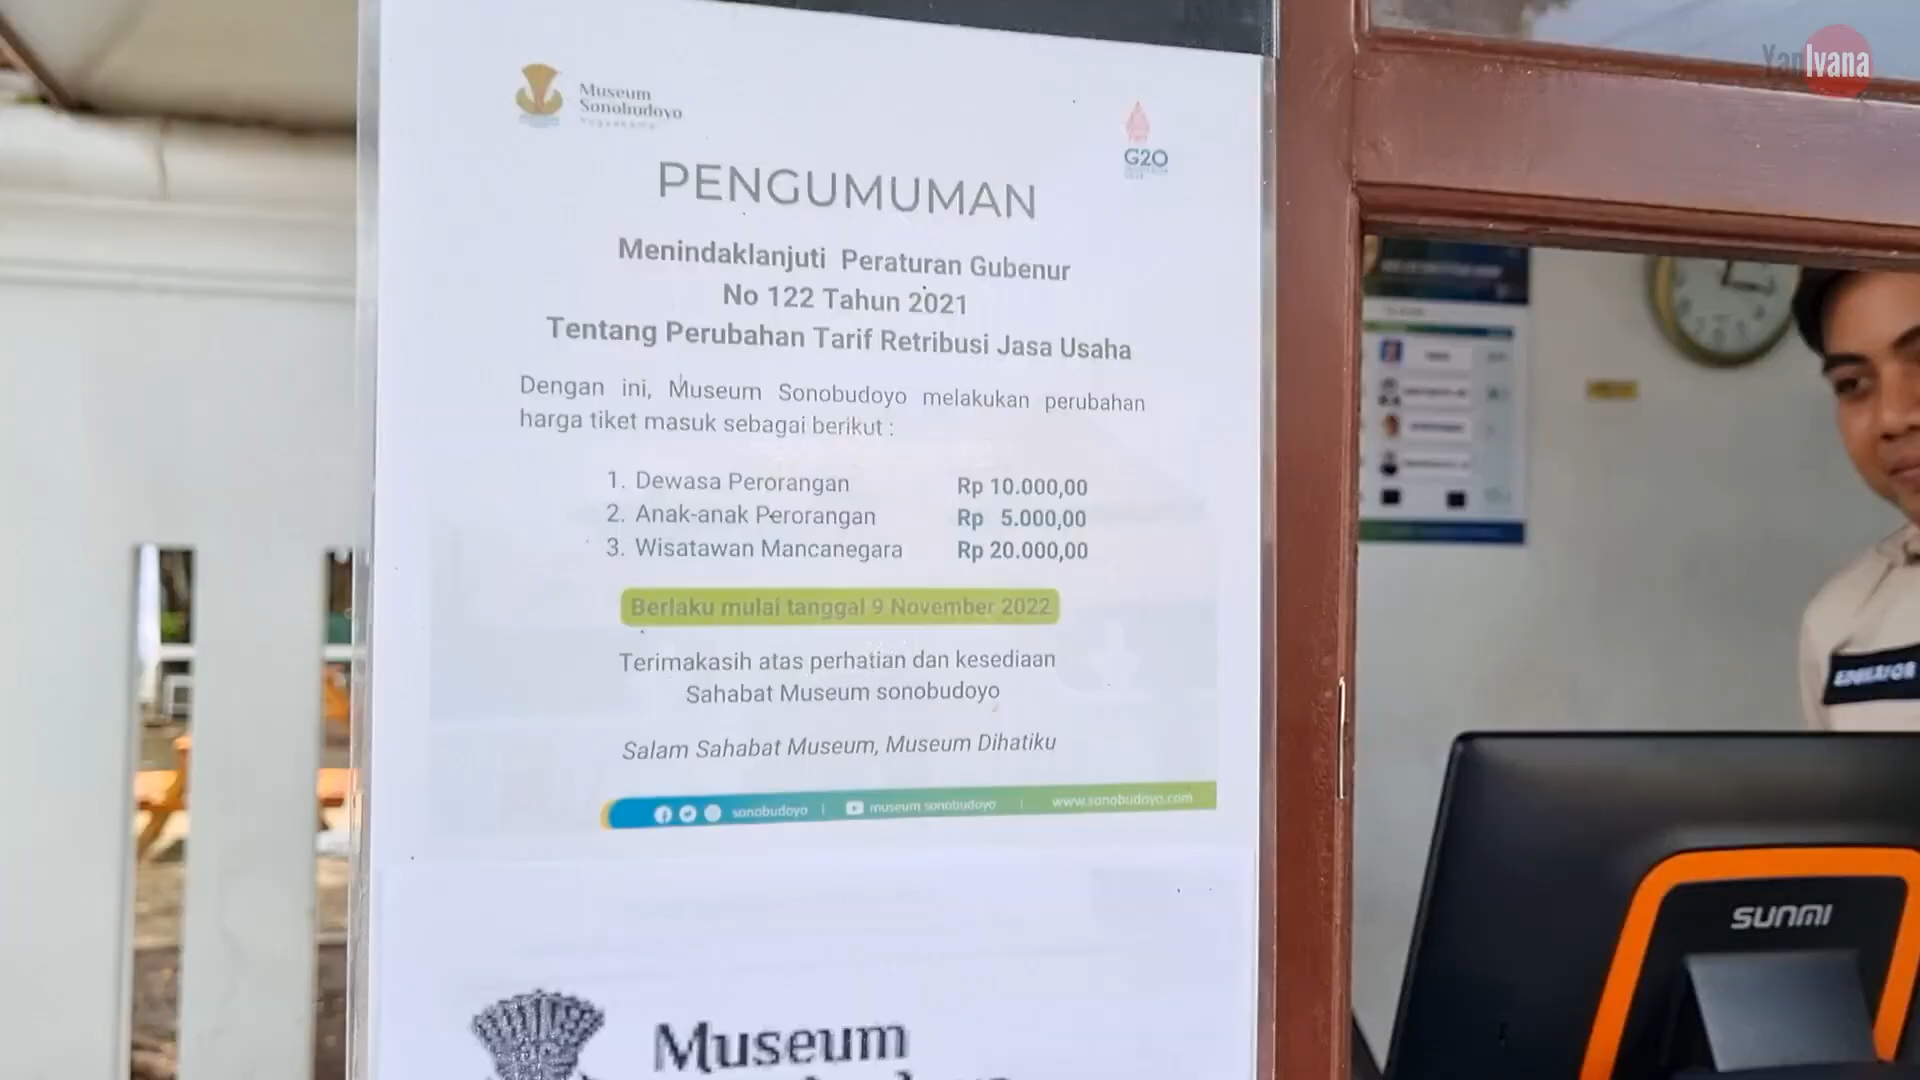 YanIvana
Museum
Sonobudoyo
G20
PENGUMUMAN
Menindaklanjuti Peraturan Gubenur
No 122 Tahun 2021
Tentang Perubahan Tarif Retribusi Jasa Usaha
Dengan ini, Museum Sonobudoyo melakukan perubahan
harga tiket masuk sebagai berikut :
1. Dewasa Perorangan Rp 10.000,00
2. Anak-anak Perorangan Rp 5.000,00
3. Wisatawan Mancanegara Rp 20.000,00
Berlaku mulai tanggal 9 November 2022
Terimakasih atas perhatian dan kesediaan
Sahabat Museum sonobudoyo
Salam Sahabat Museum, Museum Dihatiku
sonobudoyo | museum sonobudoyo | www.sonobudoyo.com
Museum
EDUKATOR
SUNMI